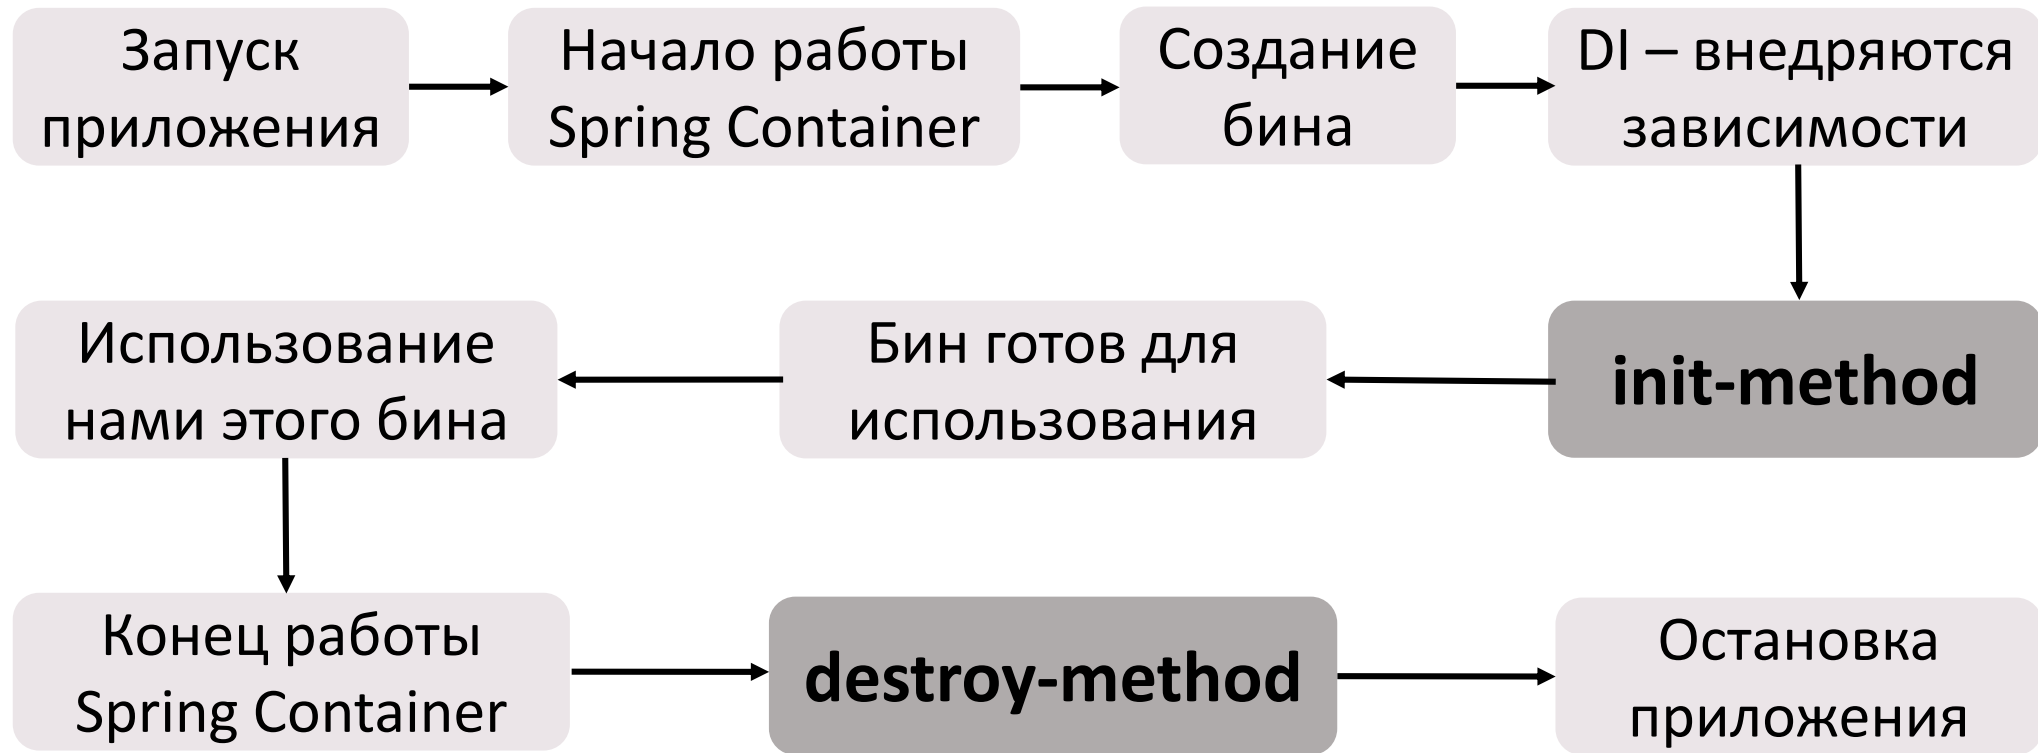 Запуск
приложения
Начало работы
Spring Container
Создание
бина
DI – внедряются
зависимости
init-method
Бин готов для
использования
Использование
нами этого бина
Конец работы
Spring Container
destroy-method
Остановка
приложения